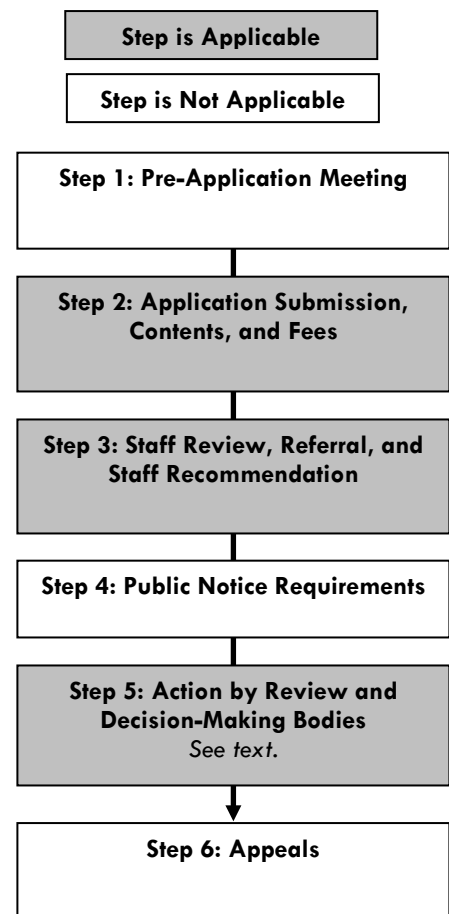 Step is Applicable
Step is Not Applicable
Step 1: Pre-Application Meeting
Step 2: Application Submission,
Contents, and Fees
Step 3: Staff Review, Referral, and
Staff Recommendation
Step 4: Public Notice Requirements
Step 5: Action by Review and
Decision-Making Bodies
See text.
Step 6: Appeals